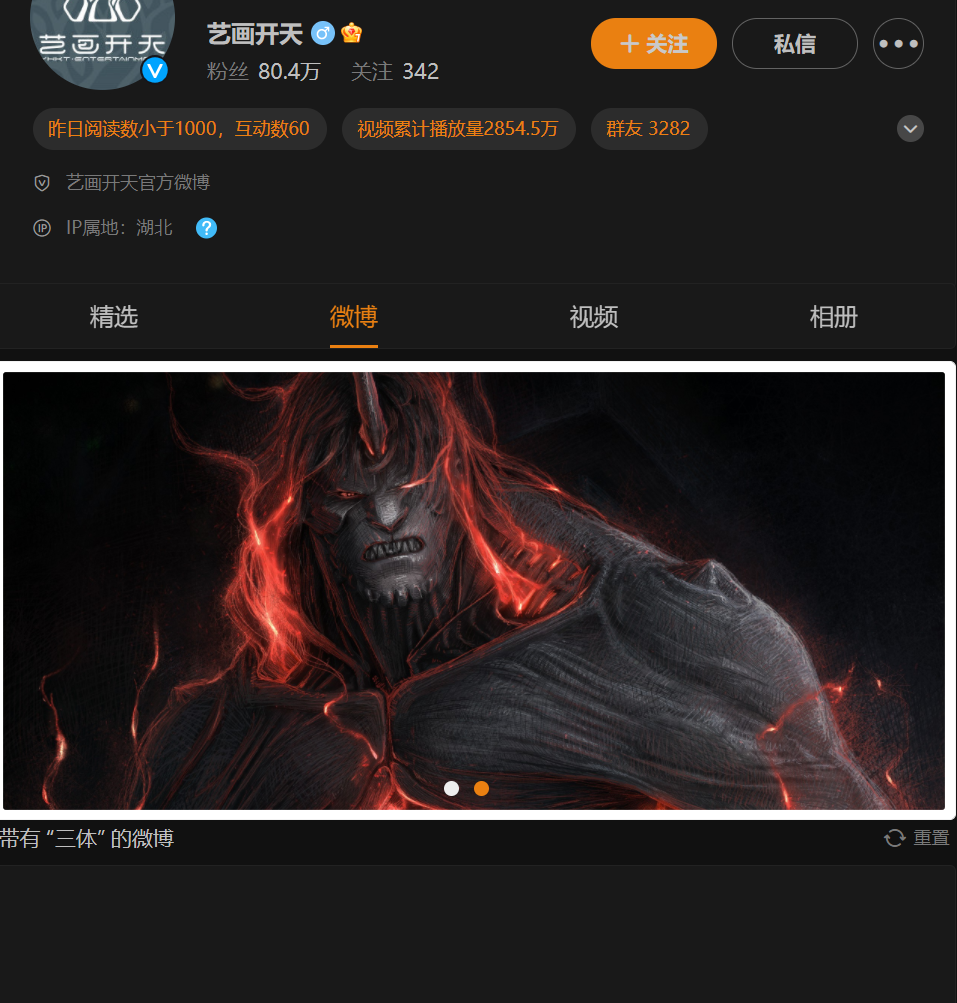 艺画开天
艺画开天
粉丝 80.4万 关注 342
+ 关注
私信
昨日阅读数小于1000，互动数60
视频累计播放量2854.5万
群友 3282
艺画开天官方微博
IP属地：湖北
精选 微博 视频 相册
带有 “三体” 的微博
重置